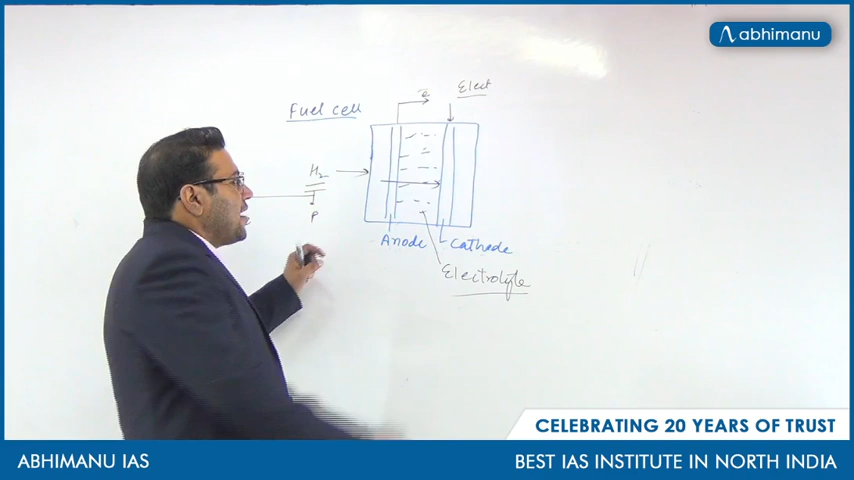 abhimanu
Elect
e
Fuel cell
H2
P
Anode
Cathode
Electrolyte
CELEBRATING 20 YEARS OF TRUST
ABHIMANU IAS
BEST IAS INSTITUTE IN NORTH INDIA